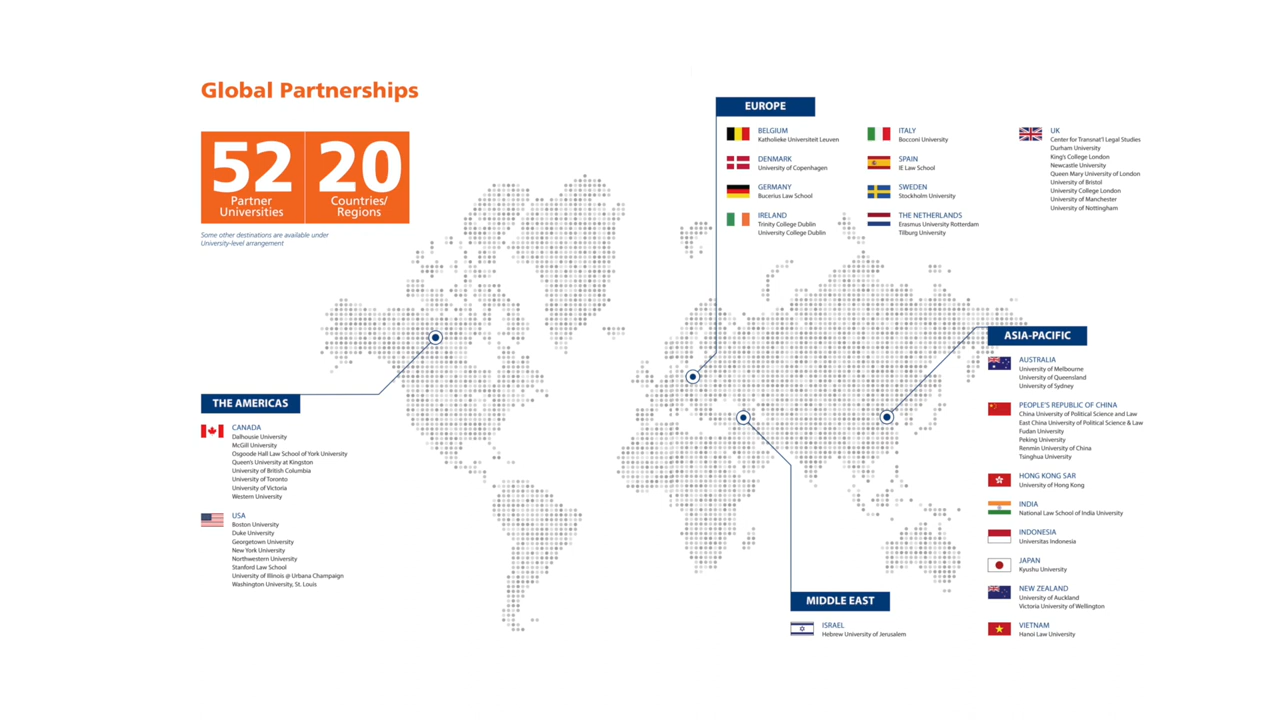 Global Partnerships
52
Partner
Universities
20
Countries/
Regions
Some other destinations are available under
University-level arrangement
THE AMERICAS
CANADA
Dalhousie University
McGill University
Osgoode Hall Law School of York University
Queen's University at Kingston
University of British Columbia
University of Toronto
University of Victoria
Western University
USA
Boston University
Duke University
Georgetown University
New York University
Northwestern University
Stanford Law School
University of Illinois @ Urbana Champaign
Washington University, St. Louis
EUROPE
BELGIUM
Katholieke Universiteit Leuven
DENMARK
University of Copenhagen
GERMANY
Bucerius Law School
IRELAND
Trinity College Dublin
University College Dublin
ITALY
Bocconi University
SPAIN
IE Law School
SWEDEN
Stockholm University
THE NETHERLANDS
Erasmus University Rotterdam
Tilburg University
UK
Center for Transnat'l Legal Studies
Durham University
King's College London
Newcastle University
Queen Mary University of London
University of Bristol
University College London
University of Manchester
University of Nottingham
MIDDLE EAST
ISRAEL
Hebrew University of Jerusalem
ASIA-PACIFIC
AUSTRALIA
University of Melbourne
University of Queensland
University of Sydney
PEOPLE'S REPUBLIC OF CHINA
China University of Political Science and Law
East China University of Political Science & Law
Fudan University
Peking University
Renmin University of China
Tsinghua University
HONG KONG SAR
University of Hong Kong
INDIA
National Law School of India University
INDONESIA
Universitas Indonesia
JAPAN
Kyushu University
NEW ZEALAND
University of Auckland
Victoria University of Wellington
VIETNAM
Hanoi Law University